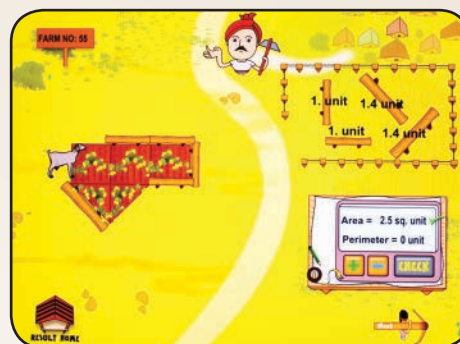 FARM NO: 55
1. unit
1.4 unit
1. unit
1.4 unit
Area = 2.5 sq. unit
Perimeter = 0 unit
+ -
CHECK
RESULT HOME